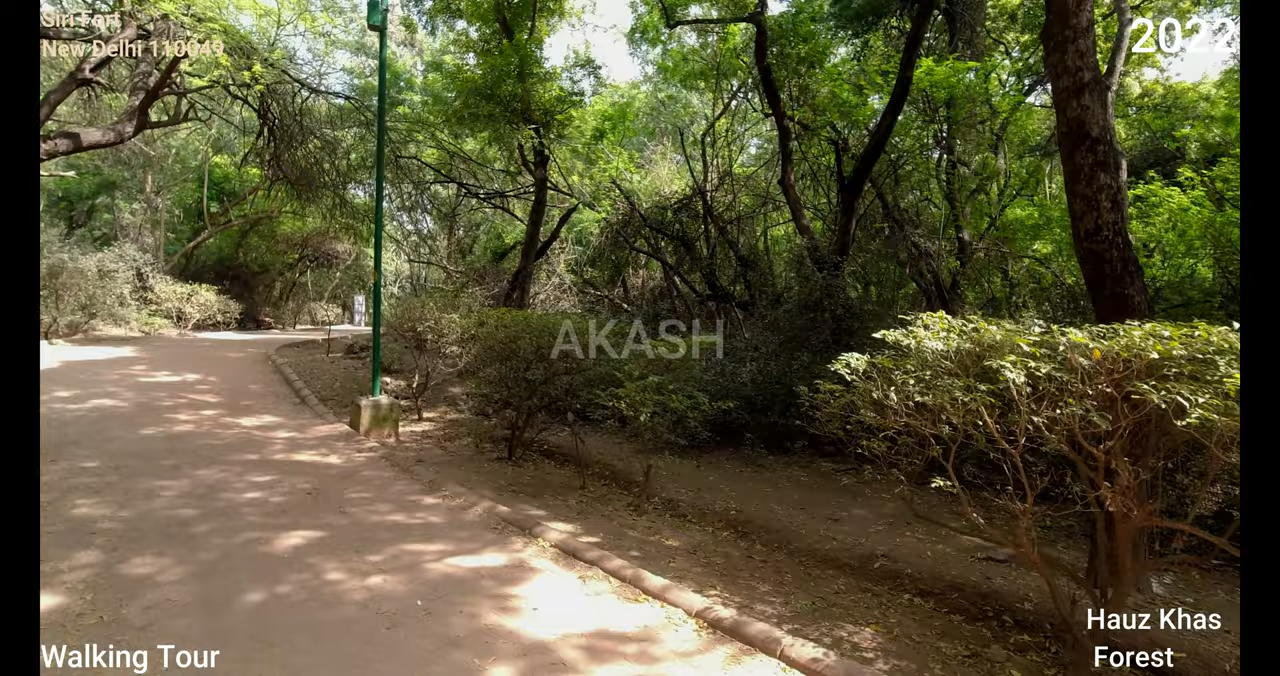 Siri Fort
New Delhi 110049
2022
AKASH
Hauz Khas
Forest
Walking Tour